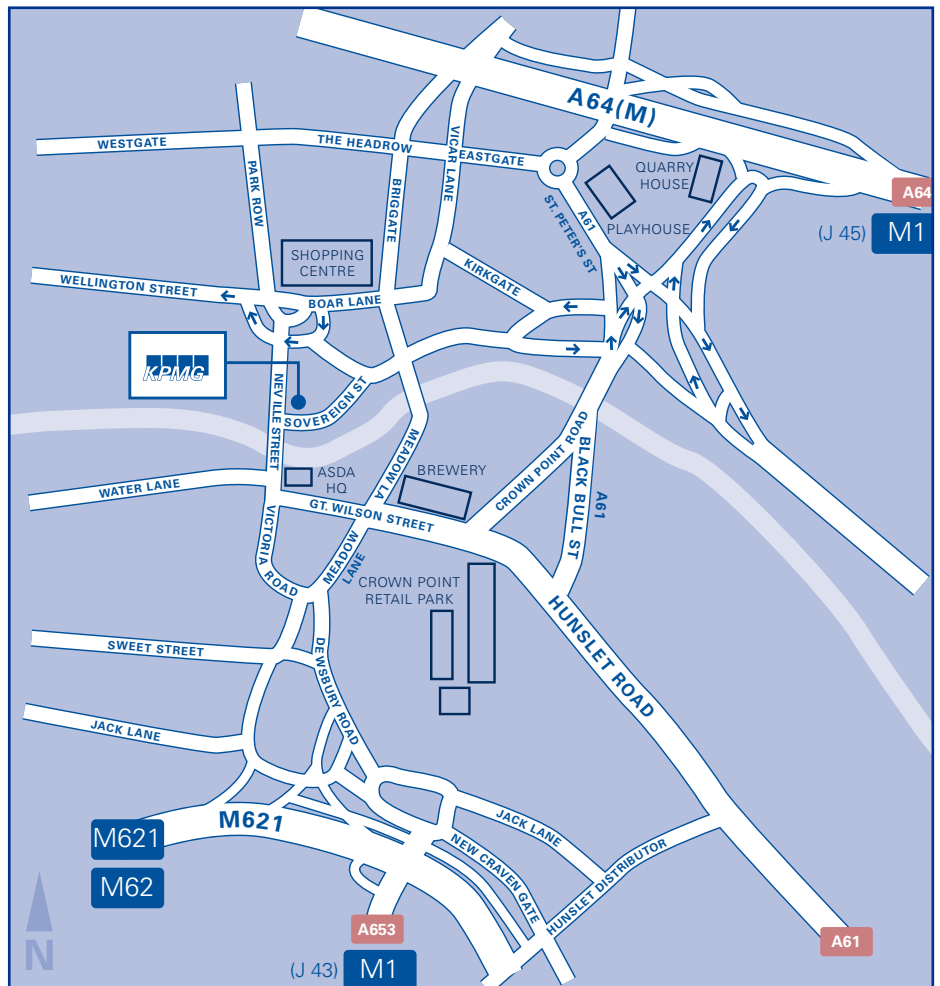 A64(M)
WESTGATE
THE HEADROW
EASTGATE
VICAR LANE
PARK ROW
BRIGGATE
QUARRY
HOUSE
A64
(J 45) M1
A61
ST. PETER'S ST
PLAYHOUSE
SHOPPING
CENTRE
KIRKGATE
WELLINGTON STREET
BOAR LANE
KPMG
NEVILLE STREET
SOVEREIGN ST
MEADOW LA
CROWN POINT ROAD
BLACK BULL ST
A61
ASDA
HQ
BREWERY
WATER LANE
GT. WILSON STREET
VICTORIA ROAD
MEADOW
LANE
CROWN POINT
RETAIL PARK
HUNSLET ROAD
SWEET STREET
DEWSBURY ROAD
JACK LANE
M621
M621
M62
JACK LANE
NEW CRAVEN GATE
HUNSLET DISTRIBUTOR
A653
A61
N
(J 43) M1